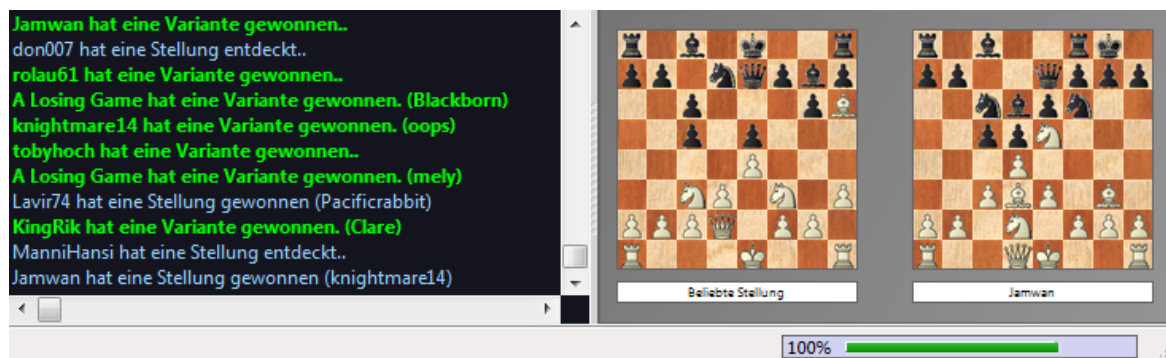 Jamwan hat eine Variante gewonnen..
don007 hat eine Stellung entdeckt..
rolau61 hat eine Variante gewonnen..
A Losing Game hat eine Variante gewonnen. (Blackborn)
knightmare14 hat eine Variante gewonnen. (oops)
tobyhoch hat eine Variante gewonnen..
A Losing Game hat eine Variante gewonnen. (mely)
Lavir74 hat eine Stellung gewonnen (Pacificrabbit)
KingRik hat eine Variante gewonnen. (Clare)
ManniHansi hat eine Stellung entdeckt..
Jamwan hat eine Stellung gewonnen (knightmare14)
Beliebte Stellung
Jamwan
100%